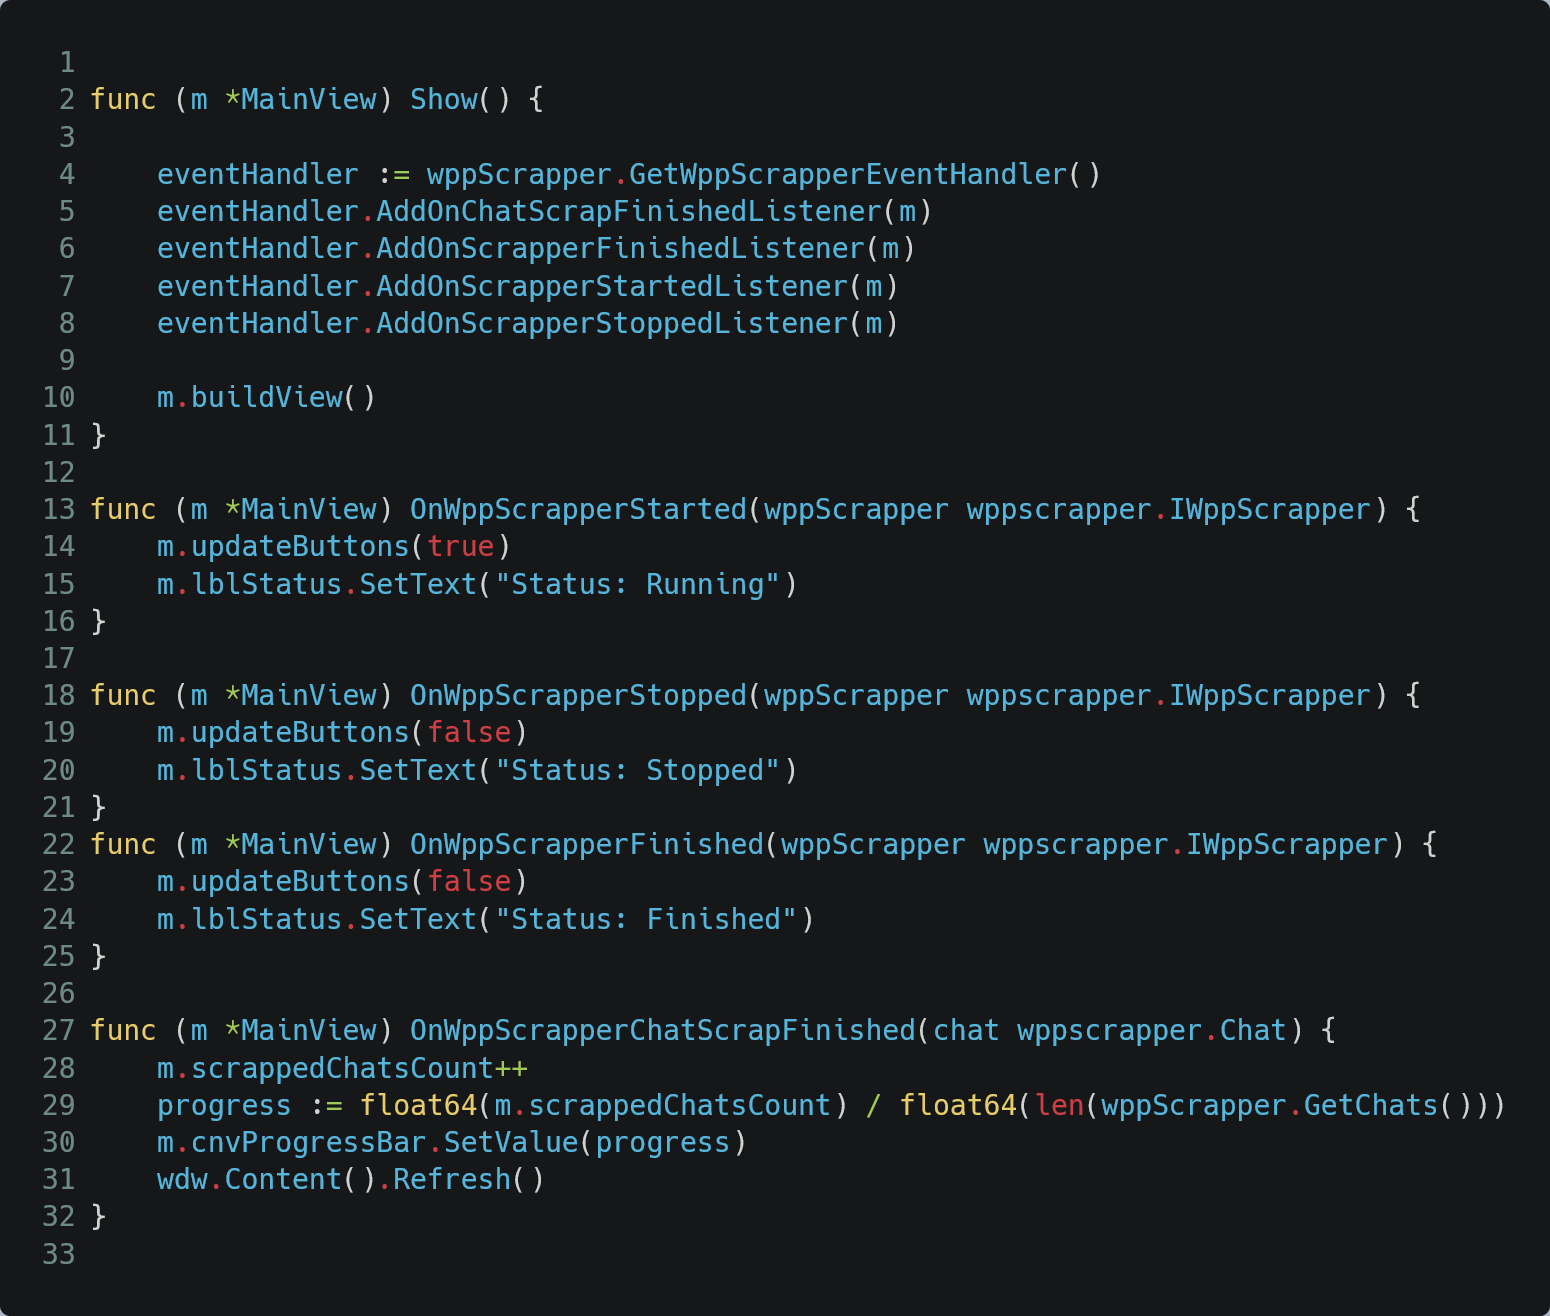 1
2 func (m *MainView) Show() {
3
4     eventHandler := wppScrapper.GetWppScrapperEventHandler()
5     eventHandler.AddOnChatScrapFinishedListener(m)
6     eventHandler.AddOnScrapperFinishedListener(m)
7     eventHandler.AddOnScrapperStartedListener(m)
8     eventHandler.AddOnScrapperStoppedListener(m)
9
10     m.buildView()
11 }
12
13 func (m *MainView) OnWppScrapperStarted(wppScrapper wppscrapper.IWppScrapper) {
14     m.updateButtons(true)
15     m.lblStatus.SetText("Status: Running")
16 }
17
18 func (m *MainView) OnWppScrapperStopped(wppScrapper wppscrapper.IWppScrapper) {
19     m.updateButtons(false)
20     m.lblStatus.SetText("Status: Stopped")
21 }
22 func (m *MainView) OnWppScrapperFinished(wppScrapper wppscrapper.IWppScrapper) {
23     m.updateButtons(false)
24     m.lblStatus.SetText("Status: Finished")
25 }
26
27 func (m *MainView) OnWppScrapperChatScrapFinished(chat wppscrapper.Chat) {
28     m.scrappedChatsCount++
29     progress := float64(m.scrappedChatsCount) / float64(len(wppScrapper.GetChats()))
30     m.cnvProgressBar.SetValue(progress)
31     wdw.Content().Refresh()
32 }
33